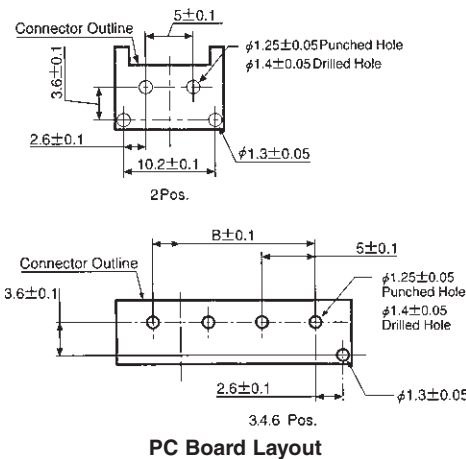 5±0.1
Connector Outline
ϕ1.25±0.05 Punched Hole
ϕ1.4±0.05 Drilled Hole
3.6±0.1
2.6±0.1
10.2±0.1
ϕ1.3±0.05
2Pos.
B±0.1
5±0.1
Connector Outline
ϕ1.25±0.05
Punched Hole
3.6±0.1
ϕ1.4±0.05
Drilled Hole
2.6±0.1
ϕ1.3±0.05
3.4.6 Pos.
PC Board Layout